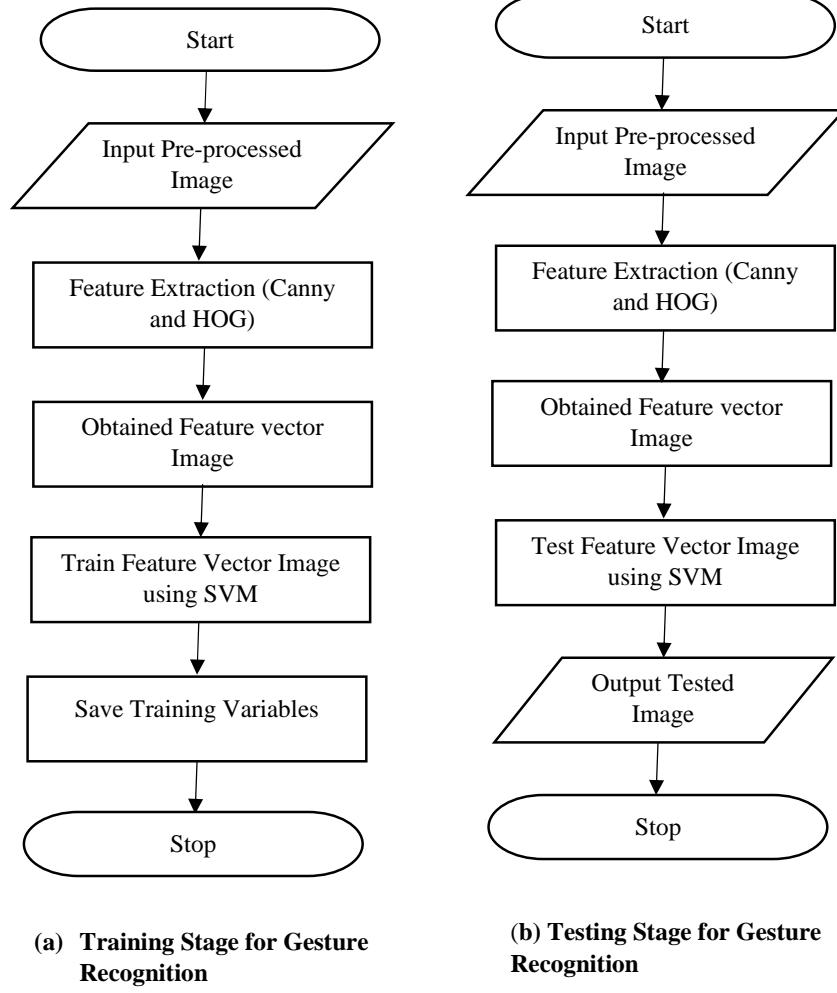 Start
Input Pre-processed
Image
Feature Extraction (Canny
and HOG)
Obtained Feature vector
Image
Train Feature Vector Image
using SVM
Save Training Variables
Stop
(a) Training Stage for Gesture
Recognition
Start
Input Pre-processed
Image
Feature Extraction (Canny
and HOG)
Obtained Feature vector
Image
Test Feature Vector Image
using SVM
Output Tested
Image
Stop
(b) Testing Stage for Gesture
Recognition